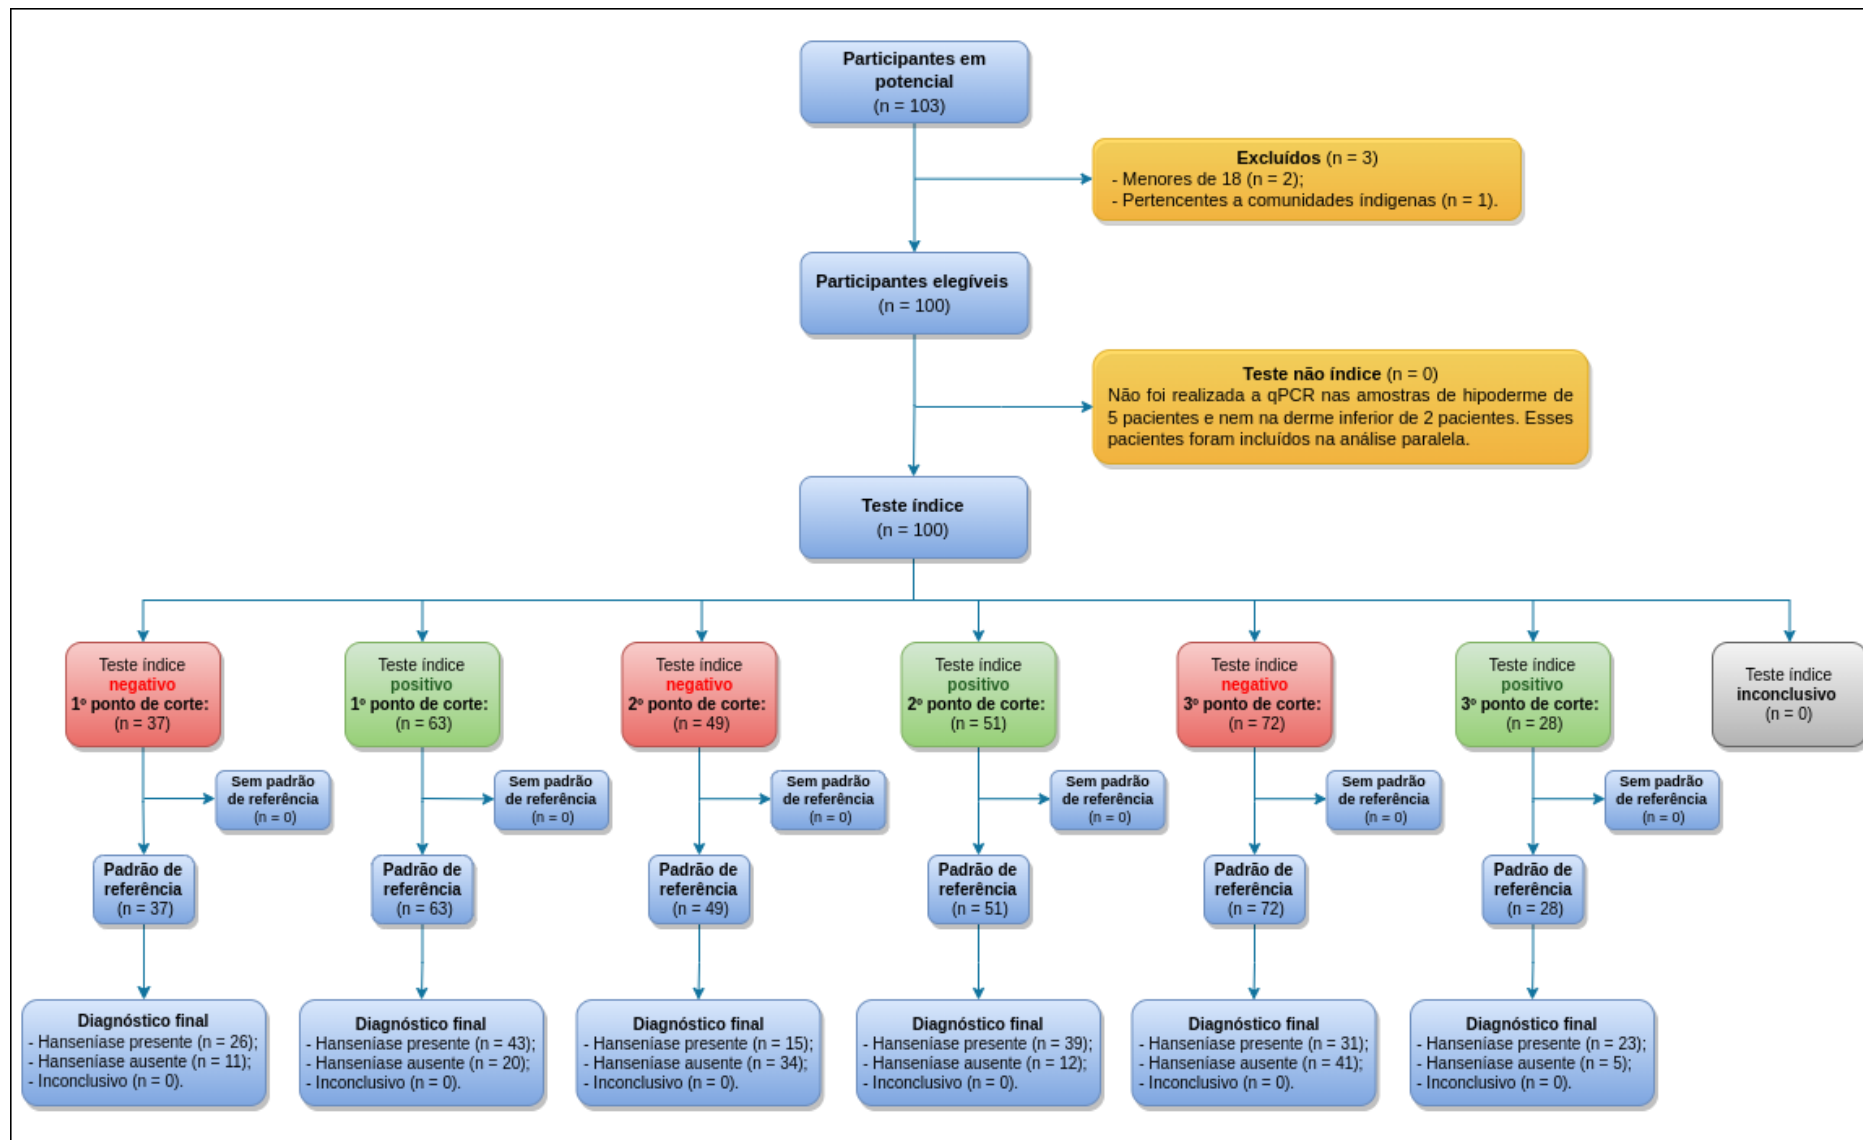 Participantes em
potencial
(n = 103)
Excluídos (n = 3)
- Menores de 18 (n = 2);
- Pertencentes a comunidades índigenas (n = 1).
Participantes elegíveis
(n = 100)
Teste não índice (n = 0)
Não foi realizada a qPCR nas amostras de hipoderme de
5 pacientes e nem na derme inferior de 2 pacientes. Esses
pacientes foram incluídos na análise paralela.
Teste índice
(n = 100)
Teste índice
negativo
1º ponto de corte:
(n = 37)
Teste índice
positivo
1º ponto de corte:
(n = 63)
Teste índice
negativo
2º ponto de corte:
(n = 49)
Teste índice
positivo
2º ponto de corte:
(n = 51)
Teste índice
negativo
3º ponto de corte:
(n = 72)
Teste índice
positivo
3º ponto de corte:
(n = 28)
Teste índice
inconclusivo
(n = 0)
Sem padrão
de referência
(n = 0)
Sem padrão
de referência
(n = 0)
Sem padrão
de referência
(n = 0)
Sem padrão
de referência
(n = 0)
Sem padrão
de referência
(n = 0)
Sem padrão
de referência
(n = 0)
Padrão de
referência
(n = 37)
Padrão de
referência
(n = 63)
Padrão de
referência
(n = 49)
Padrão de
referência
(n = 51)
Padrão de
referência
(n = 72)
Padrão de
referência
(n = 28)
Diagnóstico final
- Hanseníase presente (n = 26);
- Hanseníase ausente (n = 11);
- Inconclusivo (n = 0).
Diagnóstico final
- Hanseníase presente (n = 43);
- Hanseníase ausente (n = 20);
- Inconclusivo (n = 0).
Diagnóstico final
- Hanseníase presente (n = 15);
- Hanseníase ausente (n = 34);
- Inconclusivo (n = 0).
Diagnóstico final
- Hanseníase presente (n = 39);
- Hanseníase ausente (n = 12);
- Inconclusivo (n = 0).
Diagnóstico final
- Hanseníase presente (n = 31);
- Hanseníase ausente (n = 41);
- Inconclusivo (n = 0).
Diagnóstico final
- Hanseníase presente (n = 23);
- Hanseníase ausente (n = 5);
- Inconclusivo (n = 0).